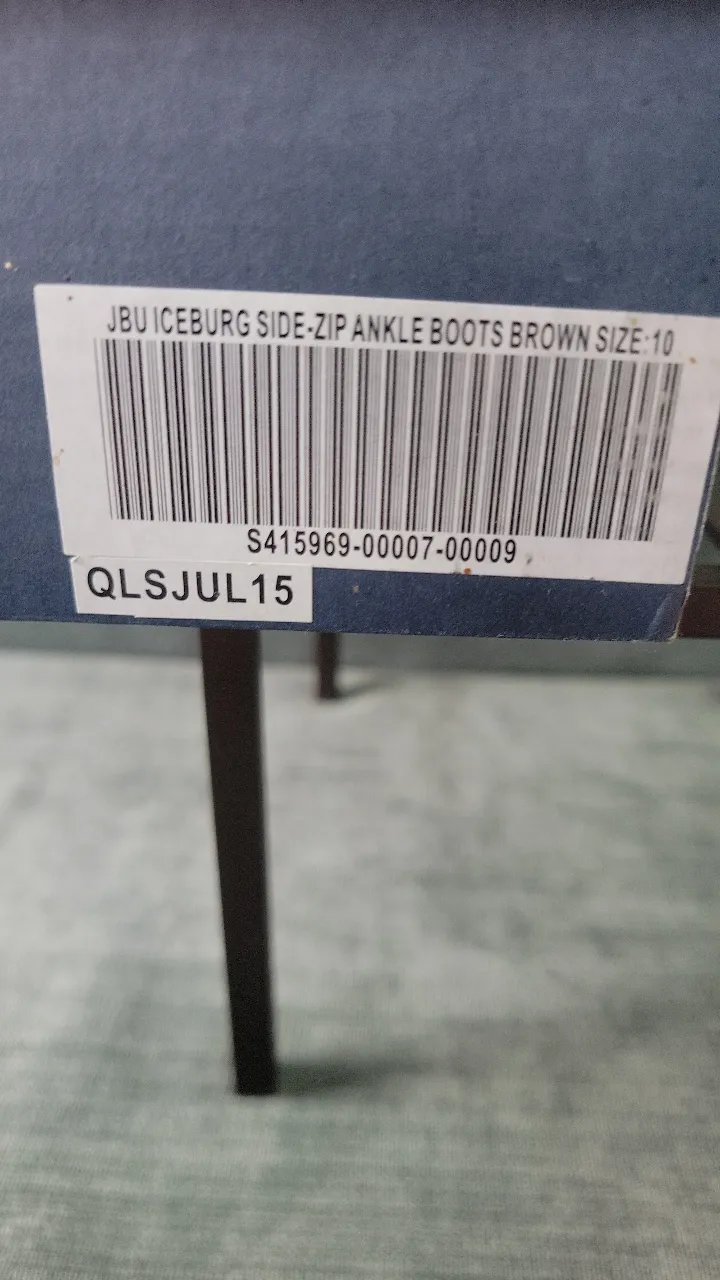 JBU ICEBURG SIDE-ZIP ANKLE BOOTS BROWN SIZE:10
S415969-00007-00009
QLSJUL15